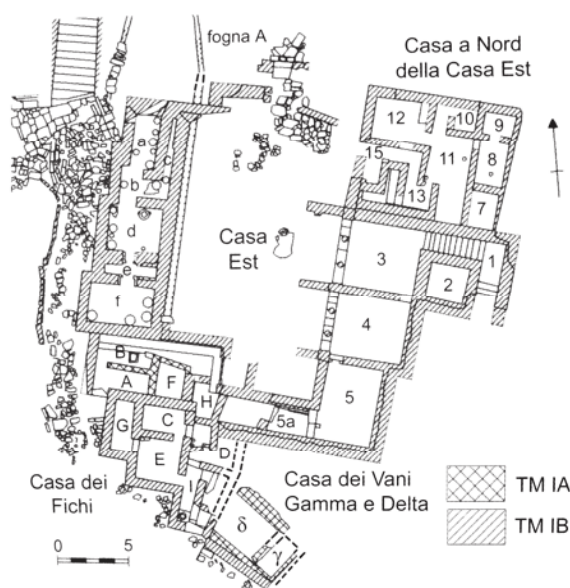 fogna A
Casa a Nord
della Casa Est
12
10
9
15
11
8
13
7
a
b
d
e
f
Casa
Est
3
1
2
4
5
5a
B
A
F
H
G
C
E
D
I
δ
γ
Casa dei
Fichi
Casa dei Vani
Gamma e Delta
TM IA
TM IB
0 5